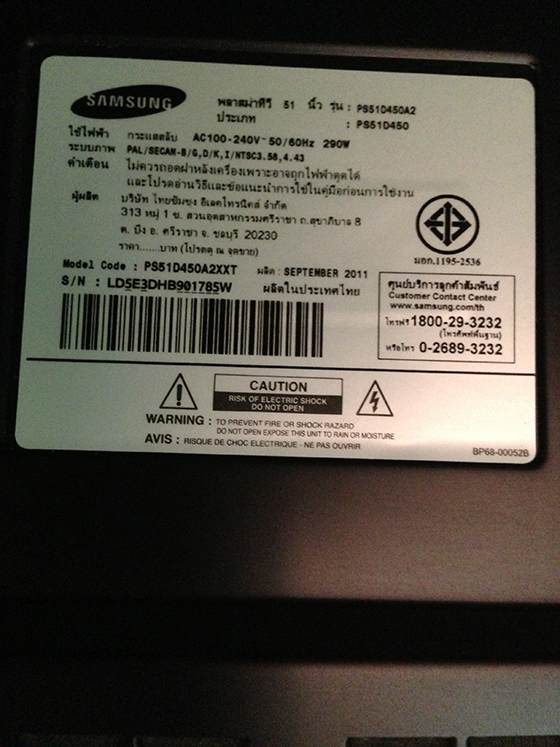 SAMSUNG
พลาสม่าทีวี 51 นิ้ว รุ่น : PS51D450A2
ประเภท : PS51D450
ใช้ไฟฟ้า กระแสสลับ AC100-240V~50/60Hz 290W
ระบบภาพ PAL/SECAM-B/G,D/K,I/NTSC3.58,4.43
คำเตือน ไม่ควรถอดฝาหลังเครื่องเพราะอาจถูกไฟฟ้าดูดได้
และโปรดอ่านวิธีและข้อแนะนำการใช้ในคู่มือก่อนการใช้งาน
ผู้ผลิต บริษัท ไทยซัมซุง อิเลคโทรนิคส์ จำกัด
313 หมู่ 1 ข. สวนอุตสาหกรรมศรีราชา ถ.สุขาภิบาล 8
ต. บึง อ. ศรีราชา จ. ชลบุรี 20230
ราคา.......บาท (โปรดดู ณ จุดขาย)
มอก.1195-2536
Model Code : PS51D450A2XXT ผลิต : SEPTEMBER 2011
S/N : LD5E3DHB901785W ผลิตในประเทศไทย
ศูนย์บริการลูกค้าสัมพันธ์
Customer Contact Center
www.samsung.com/th
โทรฟรี 1800-29-3232
(โทรศัพท์พื้นฐาน)
หรือโทร 0-2689-3232
CAUTION
RISK OF ELECTRIC SHOCK
DO NOT OPEN
WARNING : TO PREVENT FIRE OR SHOCK HAZARD
DO NOT OPEN EXPOSE THIS UNIT TO RAIN OR MOISTURE
AVIS : RISQUE DE CHOC ELECTRIQUE - NE PAS OUVRIR
BP68-00052B